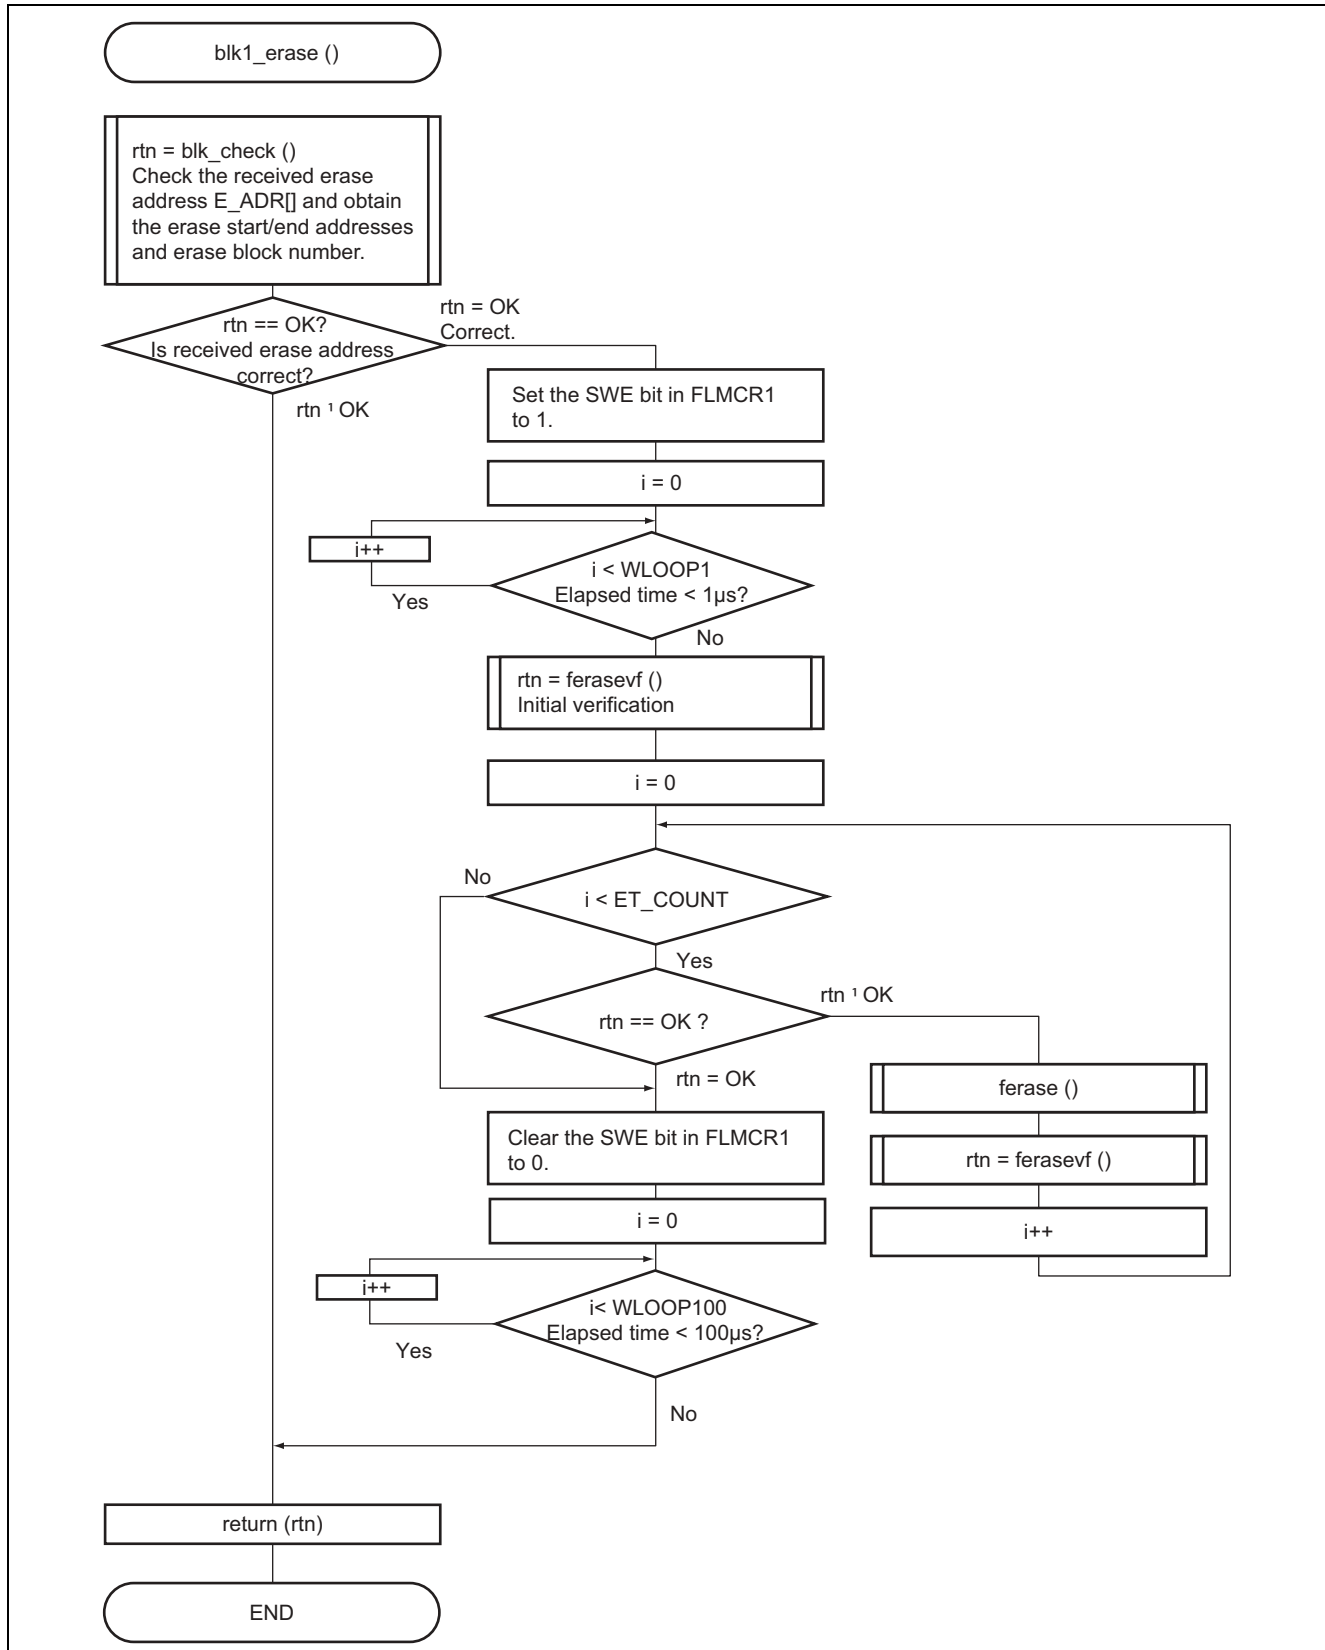 blk1_erase ()
rtn = blk_check ()
Check the received erase
address E_ADR[] and obtain
the erase start/end addresses
and erase block number.
rtn == OK?
Is received erase address
correct?
rtn = OK
Correct.
rtn ¹ OK
Set the SWE bit in FLMCR1
to 1.
i = 0
i++
i < WLOOP1
Elapsed time < 1µs?
Yes
No
rtn = ferasevf ()
Initial verification
i = 0
No
i < ET_COUNT
Yes
rtn == OK ?
rtn ¹ OK
rtn = OK
ferase ()
rtn = ferasevf ()
i++
Clear the SWE bit in FLMCR1
to 0.
i = 0
i++
i< WLOOP100
Elapsed time < 100µs?
Yes
No
return (rtn)
END